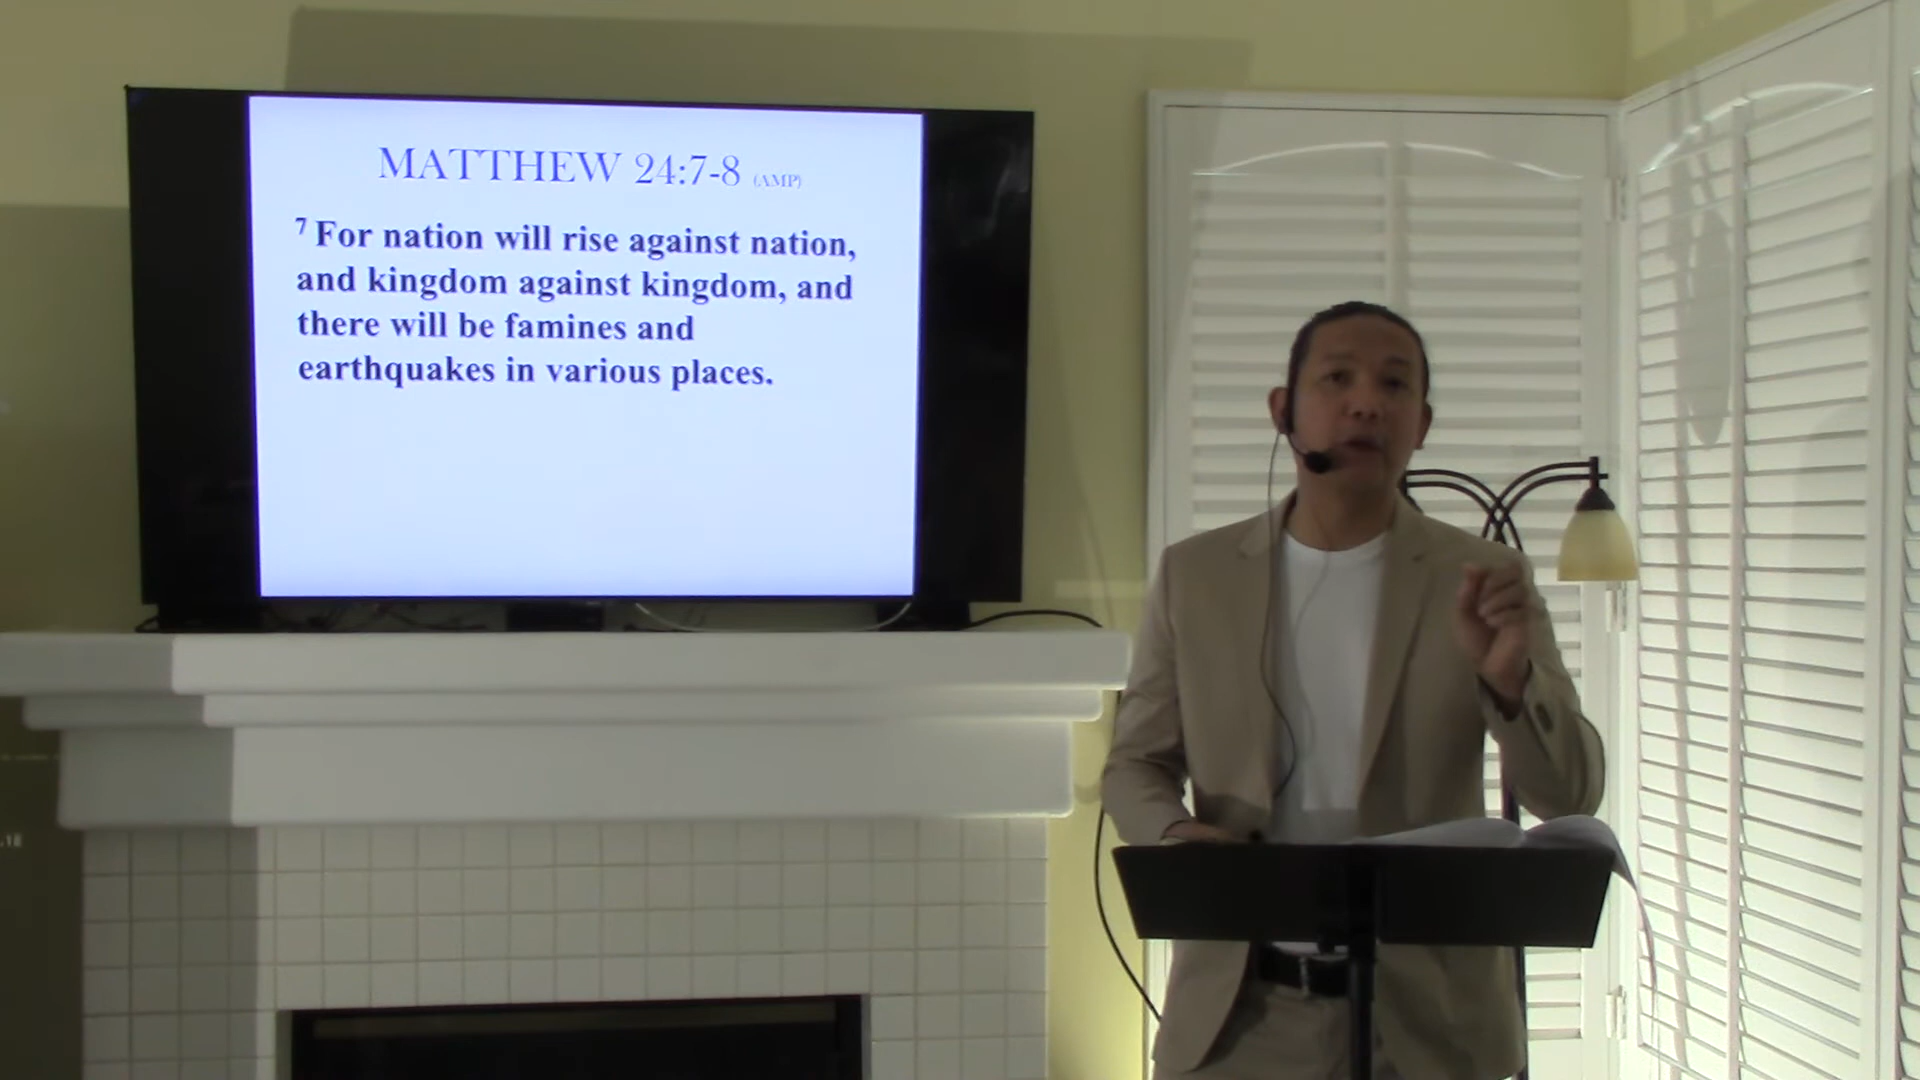 MATTHEW 24:7-8 (AMP)
7 For nation will rise against nation,
and kingdom against kingdom, and
there will be famines and
earthquakes in various places.